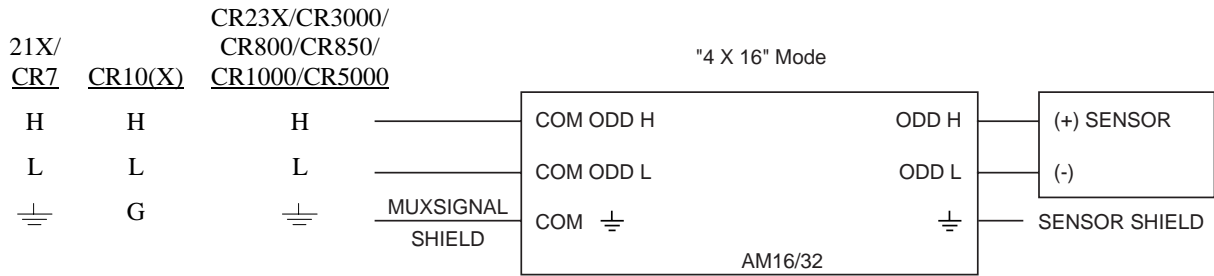 CR23X/CR3000/
21X/ CR800/CR850/
CR7 CR10(X) CR1000/CR5000
"4 X 16" Mode
H H H COM ODD H ODD H (+) SENSOR
L L L COM ODD L ODD L (-)
G MUXSIGNAL
SHIELD COM SENSOR SHIELD
AM16/32